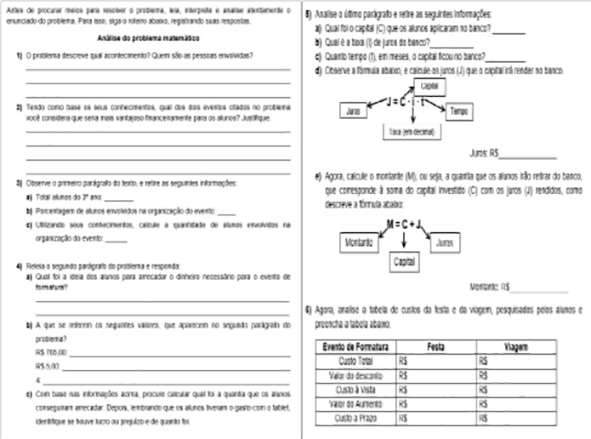 Antes de procurar meios para resolver o problema, leia, interprete e analise atentamente o
enunciado do problema. Para isso, siga o roteiro abaixo, registrando suas respostas.
Análise do problema matemático
1) O problema descreve qual acontecimento? Quem são as pessoas envolvidas?
2) Tendo como base os seus conhecimentos, qual dos dois eventos citados no problema
você considera que seria mais vantajoso financeiramente para os alunos? Justifique.
3) Observe o primeiro parágrafo do texto, e retire as seguintes informações:
a) Total alunos do 3º ano:
b) Porcentagem de alunos envolvidos na organização do evento:
c) Utilizando seus conhecimentos, calcule a quantidade de alunos envolvidos na
organização do evento:
4) Releia o segundo parágrafo do problema e responda:
a) Qual foi a ideia dos alunos para arrecadar o dinheiro necessário para o evento de
formatura?
b) A que se referem os seguintes valores, que aparecem no segundo parágrafo do
problema?
R$ 765,00:
R$ 5,00:
4:
c) Com base nas informações acima, procure calcular qual foi a quantia que os alunos
conseguiram arrecadar. Depois, lembrando que os alunos tiveram o gasto com o tablet,
identifique se houve lucro ou prejuízo e de quanto foi.
5) Analise o último parágrafo e retire as seguintes informações:
a) Qual foi o capital (C) que os alunos aplicaram no banco?
b) Qual é a taxa (i) de juros do banco?
c) Quanto tempo (t), em meses, o capital ficou no banco?
d) Observe a fórmula abaixo, e calcule os juros (J) que o capital irá render no banco.
Capital
J = C · i · t
Juros
Tempo
Taxa (em decimal)
Juros: R$
e) Agora, calcule o montante (M), ou seja, a quantia que os alunos irão retirar do banco,
que corresponde à soma do capital investido (C) com os juros (J) rendidos, como
descreve a fórmula abaixo:
M = C + J
Montante
Juros
Capital
Montante: R$
6) Agora, analise a tabela de custos da festa e da viagem, pesquisados pelos alunos e
preencha a tabela abaixo.
Evento de Formatura Festa Viagem
Custo Total R$ R$
Valor do desconto R$ R$
Custo à Vista R$ R$
Valor do Aumento R$ R$
Custo a Prazo R$ R$